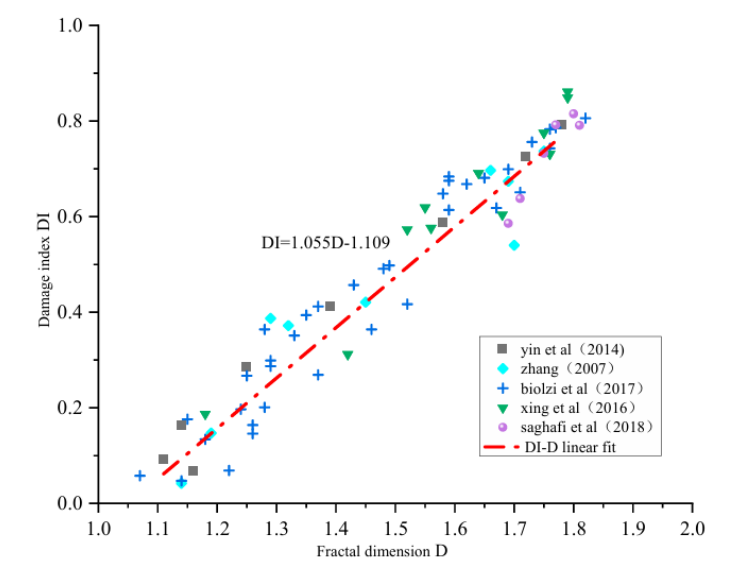 1.0
0.8
0.6
0.4
0.2
0.0
Damage index DI
DI=1.055D-1.109
yin et al（2014)
zhang（2007）
biolzi et al（2017）
xing et al（2016）
saghafi et al（2018）
DI-D linear fit
1.0 1.1 1.2 1.3 1.4 1.5 1.6 1.7 1.8 1.9 2.0
Fractal dimension D